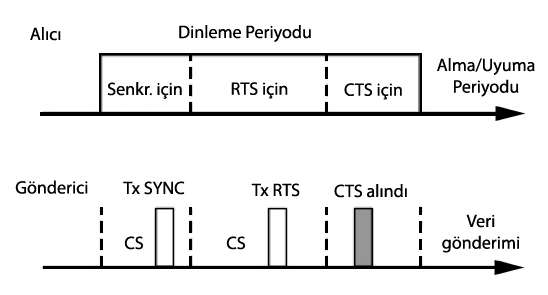 Alıcı
Dinleme Periyodu
Senkr. için
RTS için
CTS için
Alma/Uyuma
Periyodu
Gönderici
Tx SYNC
Tx RTS
CTS alındı
CS
CS
Veri
gönderimi